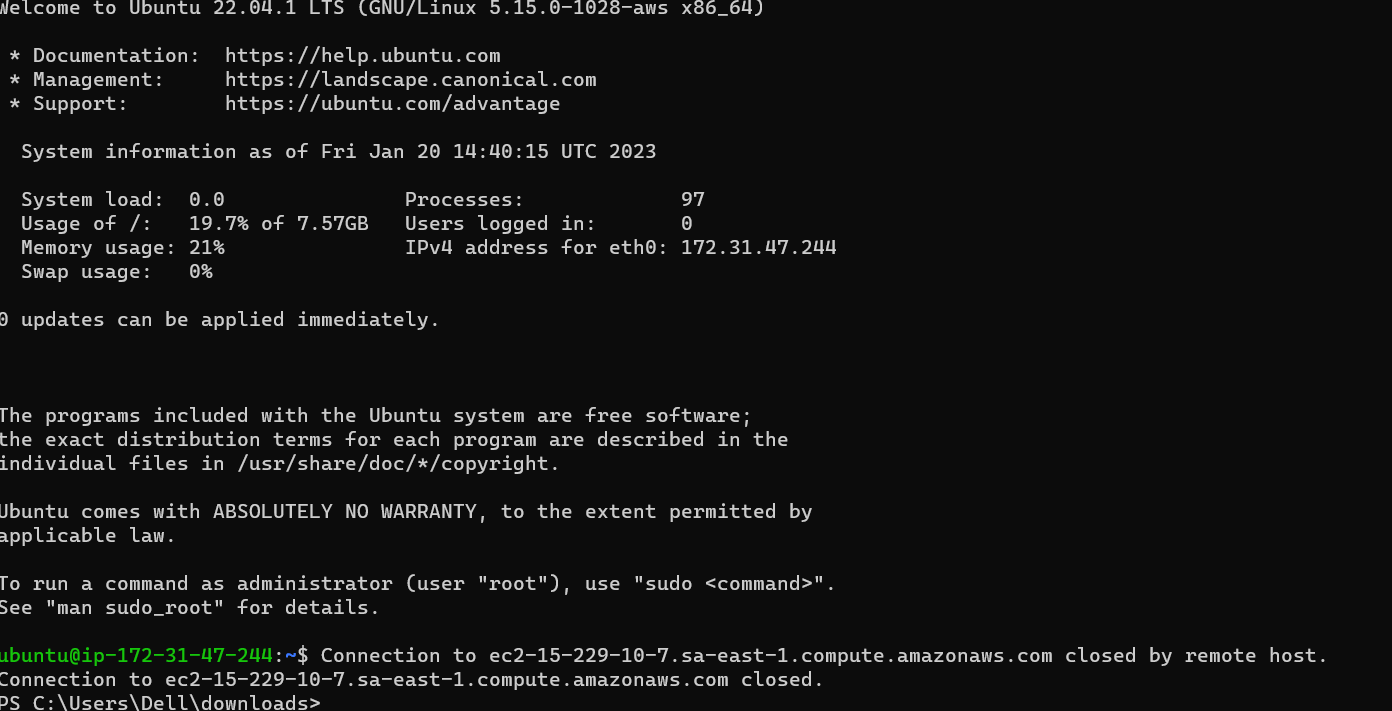 Welcome to Ubuntu 22.04.1 LTS (GNU/Linux 5.15.0-1028-aws x86_64)

 * Documentation:  https://help.ubuntu.com
 * Management:     https://landscape.canonical.com
 * Support:        https://ubuntu.com/advantage

  System information as of Fri Jan 20 14:40:15 UTC 2023

  System load:  0.0               Processes:             97
  Usage of /:   19.7% of 7.57GB   Users logged in:       0
  Memory usage: 21%               IPv4 address for eth0: 172.31.47.244
  Swap usage:   0%

0 updates can be applied immediately.

The programs included with the Ubuntu system are free software;
the exact distribution terms for each program are described in the
individual files in /usr/share/doc/*/copyright.

Ubuntu comes with ABSOLUTELY NO WARRANTY, to the extent permitted by
applicable law.

To run a command as administrator (user "root"), use "sudo <command>".
See "man sudo_root" for details.

ubuntu@ip-172-31-47-244:~$ Connection to ec2-15-229-10-7.sa-east-1.compute.amazonaws.com closed by remote host.
Connection to ec2-15-229-10-7.sa-east-1.compute.amazonaws.com closed.
PS C:\Users\Dell\downloads>